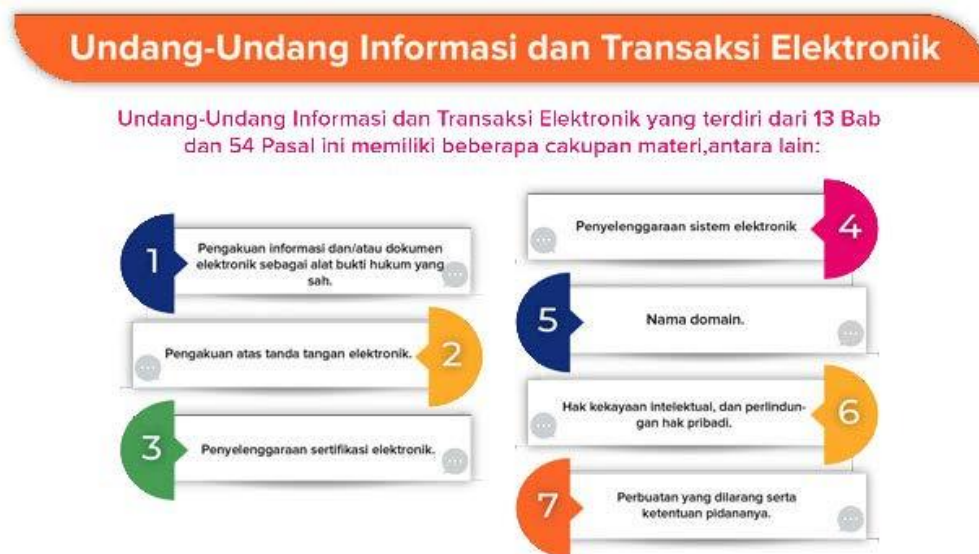 Undang-Undang Informasi dan Transaksi Elektronik
Undang-Undang Informasi dan Transaksi Elektronik yang terdiri dari 13 Bab
dan 54 Pasal ini memiliki beberapa cakupan materi,antara lain:
1
Pengakuan informasi dan/atau dokumen
elektronik sebagai alat bukti hukum yang
sah.
2
Pengakuan atas tanda tangan elektronik.
3
Penyelenggaraan sertifikasi elektronik.
4
Penyelenggaraan sistem elektronik
5
Nama domain.
6
Hak kekayaan intelektual, dan perlindun-
gan hak pribadi.
7
Perbuatan yang dilarang serta
ketentuan pidananya.